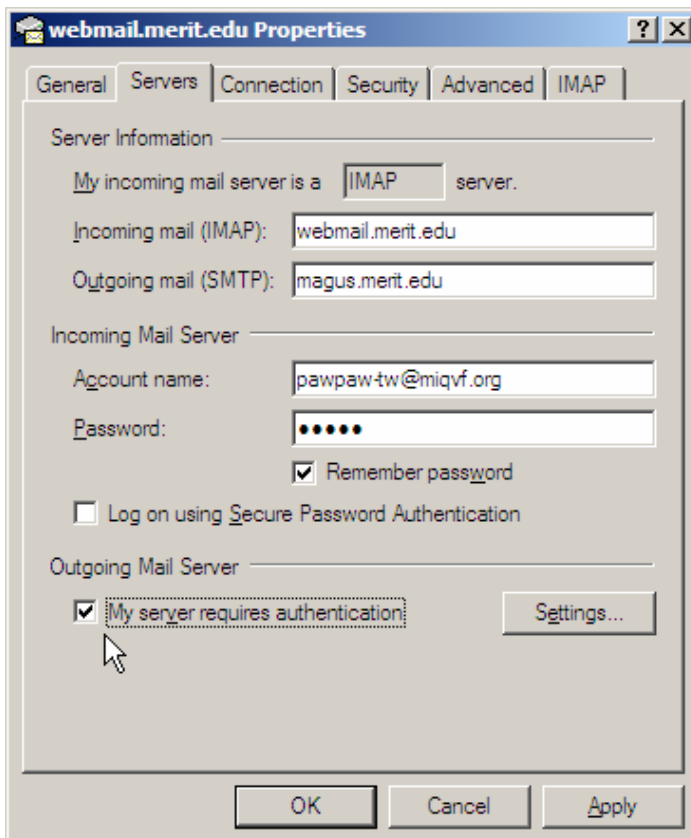 webmail.merit.edu Properties
General Servers Connection Security Advanced IMAP
Server Information
My incoming mail server is a IMAP server.
Incoming mail (IMAP): webmail.merit.edu
Outgoing mail (SMTP): magus.merit.edu
Incoming Mail Server
Account name: pawpaw-tw@miqvf.org
Password: •••••
Remember password
Log on using Secure Password Authentication
Outgoing Mail Server
My server requires authentication Settings...
OK Cancel Apply